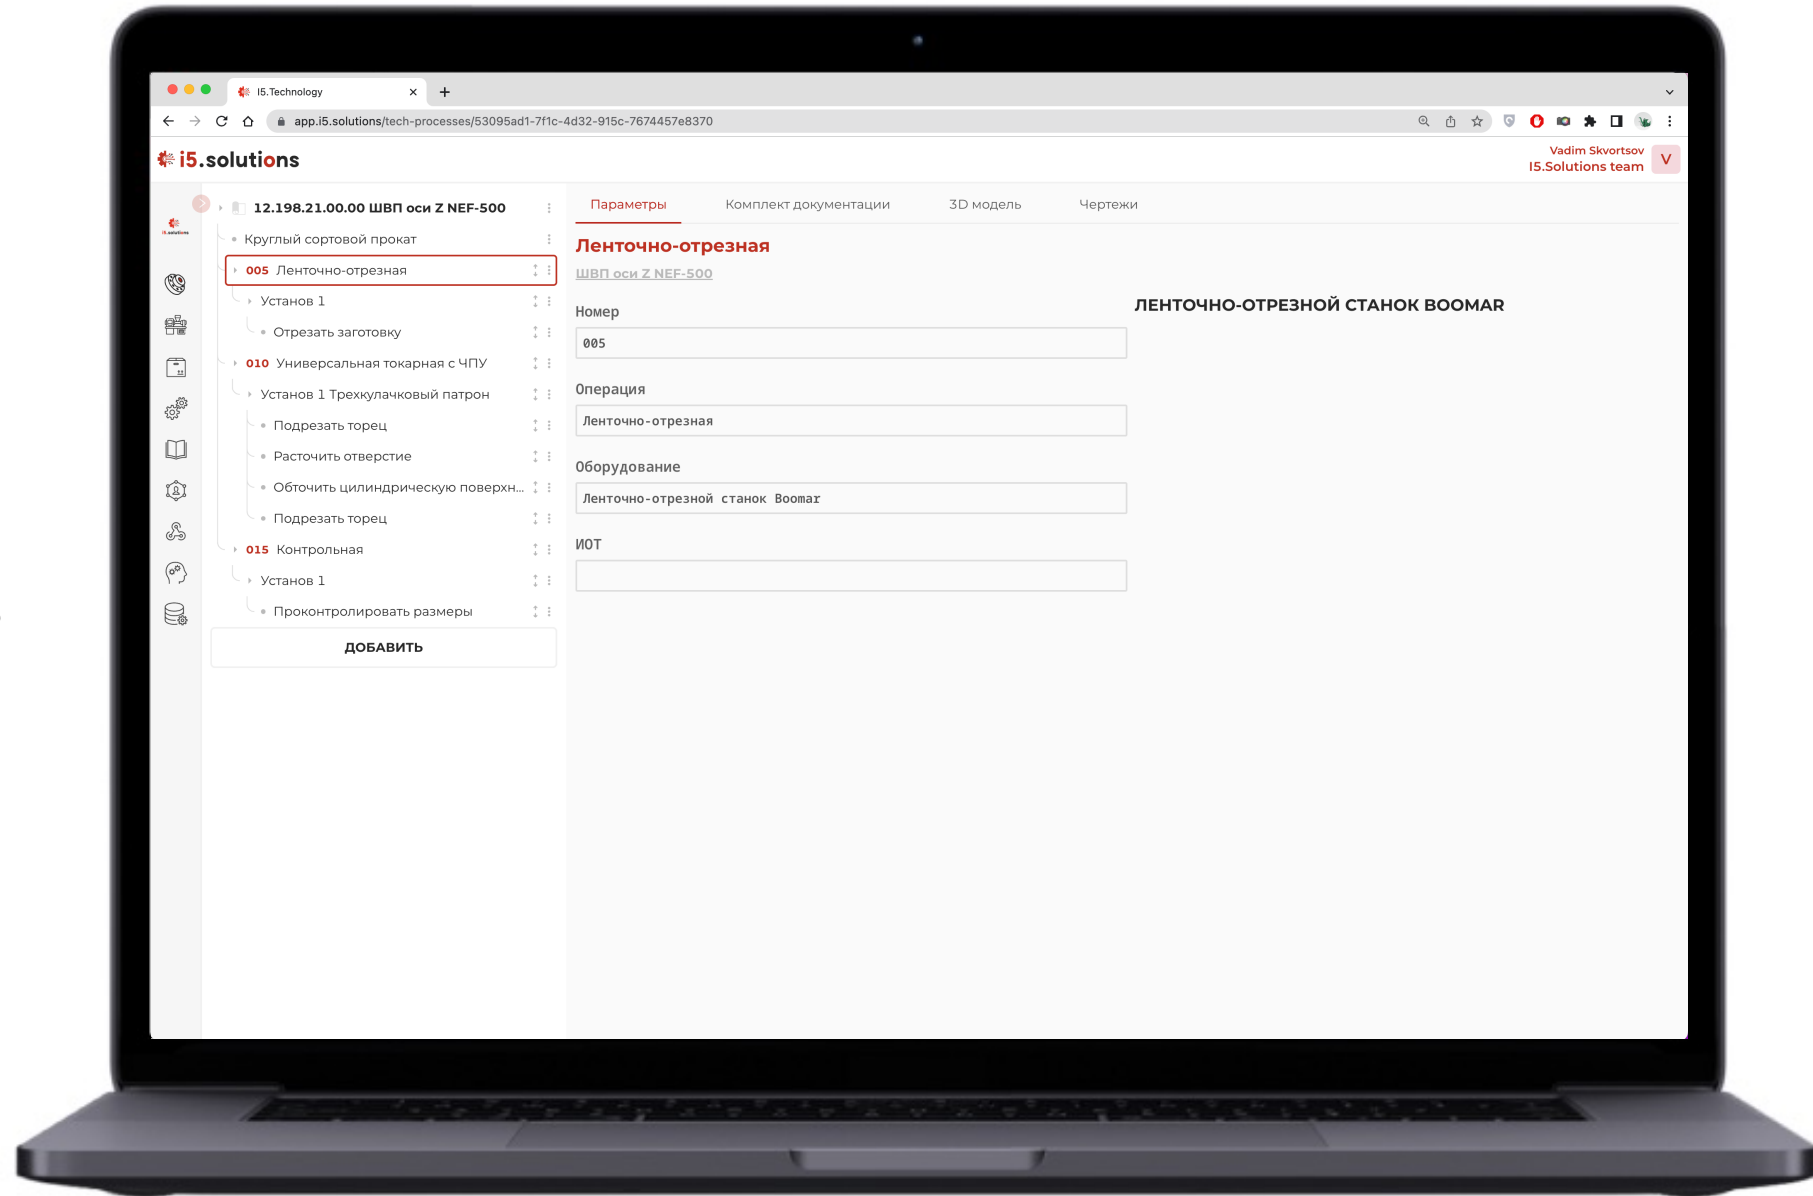 I5.Technology
app.i5.solutions/tech-processes/53095ad1-7f1c-4d32-915c-7674457e8370
i5.solutions
Vadim Skvortsov
I5.Solutions team
V
i5.solutions
12.198.21.00.00 ШВП оси Z NEF-500
Круглый сортовой прокат
005 Ленточно-отрезная
Установ 1
Отрезать заготовку
010 Универсальная токарная с ЧПУ
Установ 1 Трехкулачковый патрон
Подрезать торец
Расточить отверстие
Обточить цилиндрическую поверхн...
Подрезать торец
015 Контрольная
Установ 1
Проконтролировать размеры
ДОБАВИТЬ
Параметры Комплект документации 3D модель Чертежи
Ленточно-отрезная
ШВП оси Z NEF-500
Номер
005
Операция
Ленточно-отрезная
Оборудование
Ленточно-отрезной станок Boomar
ИОТ
ЛЕНТОЧНО-ОТРЕЗНОЙ СТАНОК BOOMAR